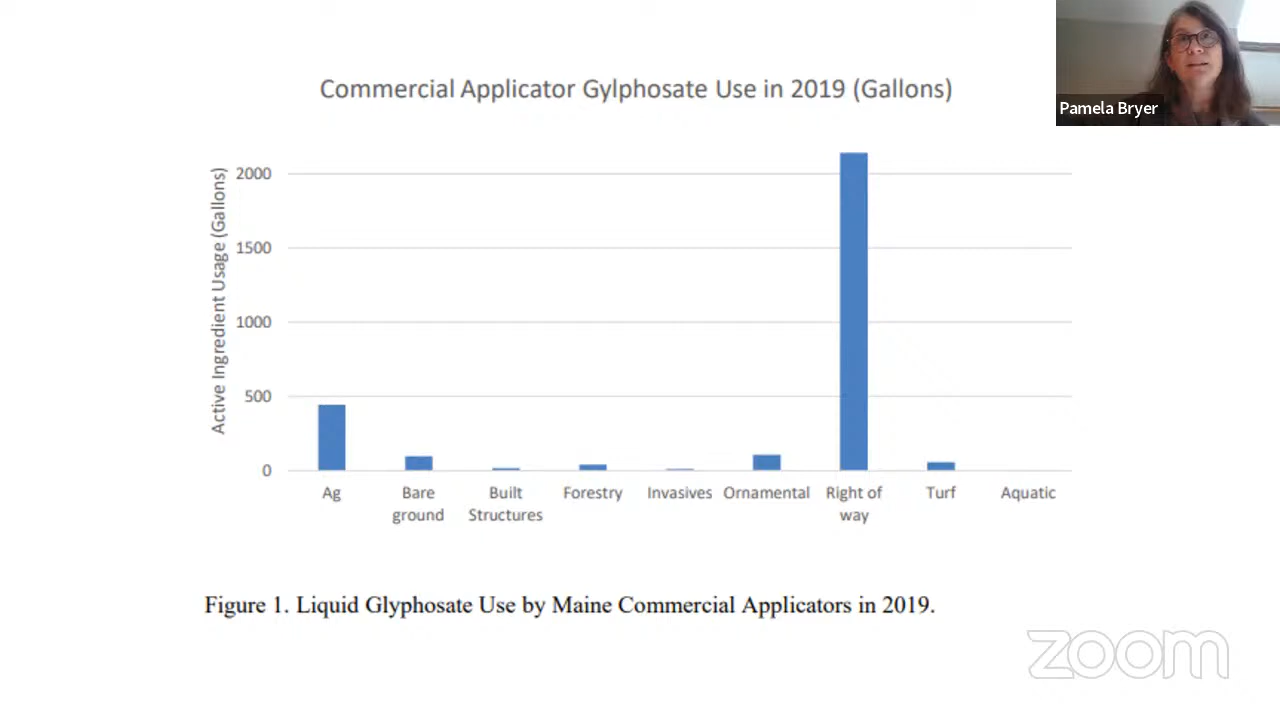 Pamela Bryer
Commercial Applicator Gylphosate Use in 2019 (Gallons)
Active Ingredient Usage (Gallons)
2000
1500
1000
500
0
Ag
Bare
ground
Built
Structures
Forestry
Invasives
Ornamental
Right of
way
Turf
Aquatic
Figure 1. Liquid Glyphosate Use by Maine Commercial Applicators in 2019.
zoom